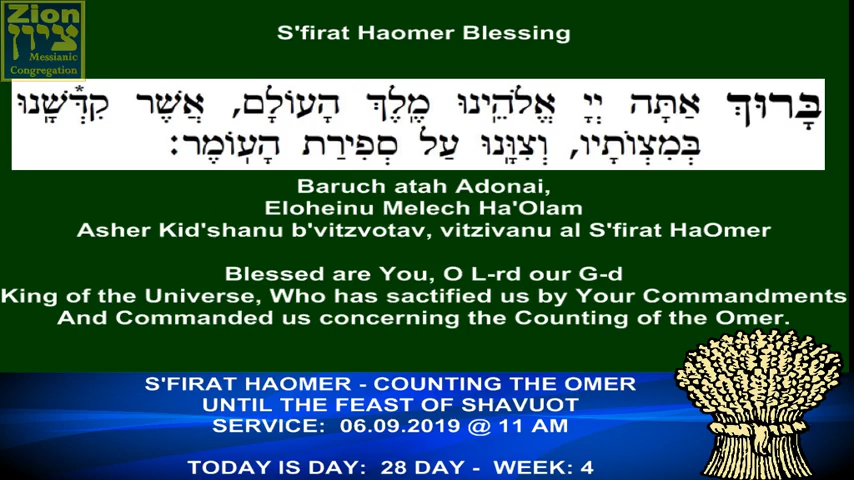 Zion
ציון
Messianic
Congregation
S'firat Haomer Blessing
בָּרוּךְ אַתָּה יְיָ אֱלֹהֵינוּ מֶלֶךְ הָעוֹלָם, אֲשֶׁר קִדְּשָׁנוּ
בְּמִצְוֹתָיו, וְצִוָּנוּ עַל סְפִירַת הָעוֹמֶר:
Baruch atah Adonai,
Eloheinu Melech Ha'Olam
Asher Kid'shanu b'vitzvotav, vitzivanu al S'firat HaOmer
Blessed are You, O L-rd our G-d
King of the Universe, Who has sactified us by Your Commandments
And Commanded us concerning the Counting of the Omer.
S'FIRAT HAOMER - COUNTING THE OMER
UNTIL THE FEAST OF SHAVUOT
SERVICE: 06.09.2019 @ 11 AM
TODAY IS DAY: 28 DAY - WEEK: 4